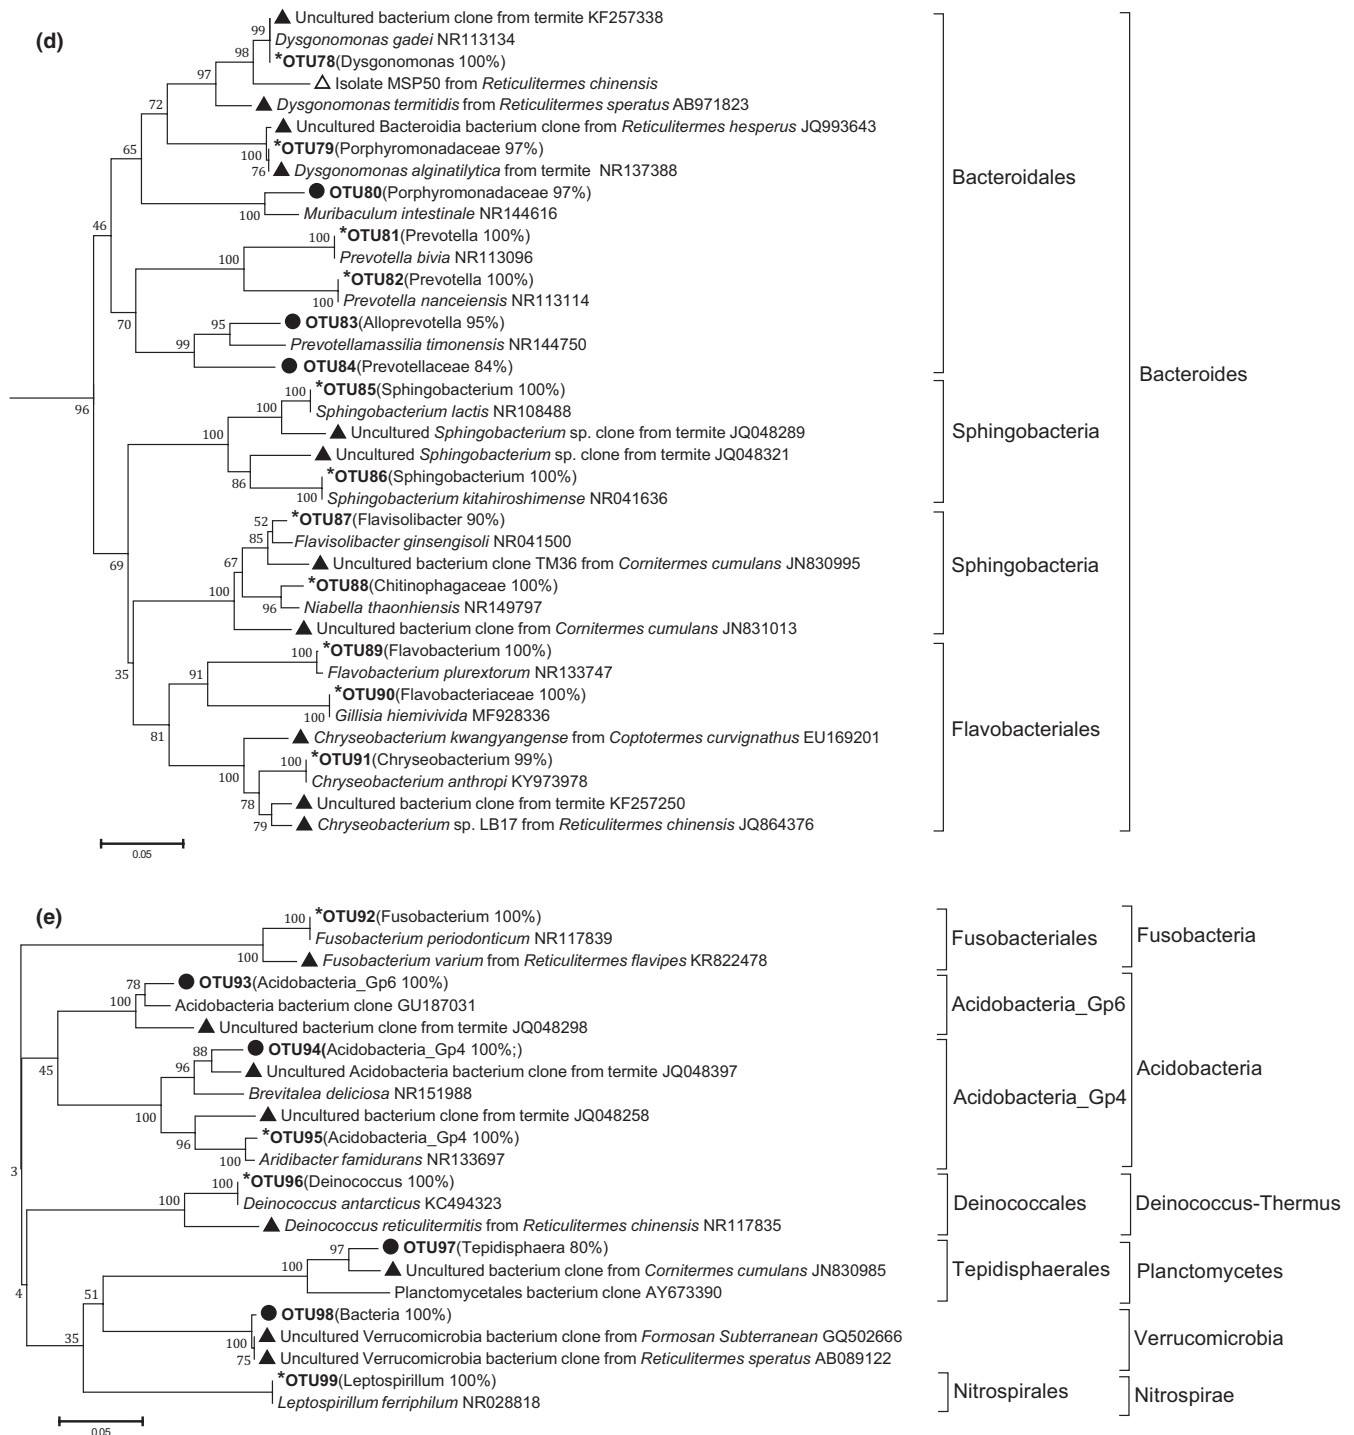 (d)
99
▲ Uncultured bacterium clone from termite KF257338
Dysgonomonas gadei NR113134
*OTU78(Dysgonomonas 100%)
98
△ Isolate MSP50 from Reticulitermes chinensis
97
▲ Dysgonomonas termitidis from Reticulitermes speratus AB971823
72
▲ Uncultured Bacteroidia bacterium clone from Reticulitermes hesperus JQ993643
*OTU79(Porphyromonadaceae 97%)
100
76
▲ Dysgonomonas alginatilytica from termite NR137388
65
● OTU80(Porphyromonadaceae 97%)
100
Muribaculum intestinale NR144616
46
100
*OTU81(Prevotella 100%)
Prevotella bivia NR113096
100
*OTU82(Prevotella 100%)
100
Prevotella nanceiensis NR113114
70
95
● OTU83(Alloprevotella 95%)
Prevotellamassilia timonensis NR144750
99
● OTU84(Prevotellaceae 84%)
Bacteroidales
96
100
*OTU85(Sphingobacterium 100%)
Sphingobacterium lactis NR108488
100
▲ Uncultured Sphingobacterium sp. clone from termite JQ048289
100
▲ Uncultured Sphingobacterium sp. clone from termite JQ048321
86
*OTU86(Sphingobacterium 100%)
100
Sphingobacterium kitahiroshimense NR041636
Sphingobacteria
69
52
*OTU87(Flavisolibacter 90%)
Flavisolibacter ginsengisoli NR041500
85
▲ Uncultured bacterium clone TM36 from Cornitermes cumulans JN830995
67
*OTU88(Chitinophagaceae 100%)
96
Niabella thaonhiensis NR149797
100
▲ Uncultured bacterium clone from Cornitermes cumulans JN831013
Sphingobacteria
35
100
*OTU89(Flavobacterium 100%)
Flavobacterium plurextorum NR133747
91
*OTU90(Flavobacteriaceae 100%)
100
Gillisia hiemivivida MF928336
81
▲ Chryseobacterium kwangyangense from Coptotermes curvignathus EU169201
100
100
*OTU91(Chryseobacterium 99%)
Chryseobacterium anthropi KY973978
78
▲ Uncultured bacterium clone from termite KF257250
79
▲ Chryseobacterium sp. LB17 from Reticulitermes chinensis JQ864376
Flavobacteriales
Bacteroides
0.05
(e)
100
*OTU92(Fusobacterium 100%)
Fusobacterium periodonticum NR117839
100
▲ Fusobacterium varium from Reticulitermes flavipes KR822478
Fusobacteriales
Fusobacteria
78
● OTU93(Acidobacteria_Gp6 100%)
Acidobacteria bacterium clone GU187031
100
▲ Uncultured bacterium clone from termite JQ048298
Acidobacteria_Gp6
45
88
● OTU94(Acidobacteria_Gp4 100%;)
▲ Uncultured Acidobacteria bacterium clone from termite JQ048397
96
Brevitalea deliciosa NR151988
100
▲ Uncultured bacterium clone from termite JQ048258
96
*OTU95(Acidobacteria_Gp4 100%)
100
Aridibacter famidurans NR133697
Acidobacteria_Gp4
Acidobacteria
3
100
*OTU96(Deinococcus 100%)
Deinococcus antarcticus KC494323
100
▲ Deinococcus reticulitermitis from Reticulitermes chinensis NR117835
Deinococcales
Deinococcus-Thermus
4
97
● OTU97(Tepidisphaera 80%)
▲ Uncultured bacterium clone from Cornitermes cumulans JN830985
100
Planctomycetales bacterium clone AY673390
Tepidisphaerales
Planctomycetes
51
● OTU98(Bacteria 100%)
100
▲ Uncultured Verrucomicrobia bacterium clone from Formosan Subterranean GQ502666
75
▲ Uncultured Verrucomicrobia bacterium clone from Reticulitermes speratus AB089122
Verrucomicrobia
35
*OTU99(Leptospirillum 100%)
Leptospirillum ferriphilum NR028818
Nitrospirales
Nitrospirae
0.05